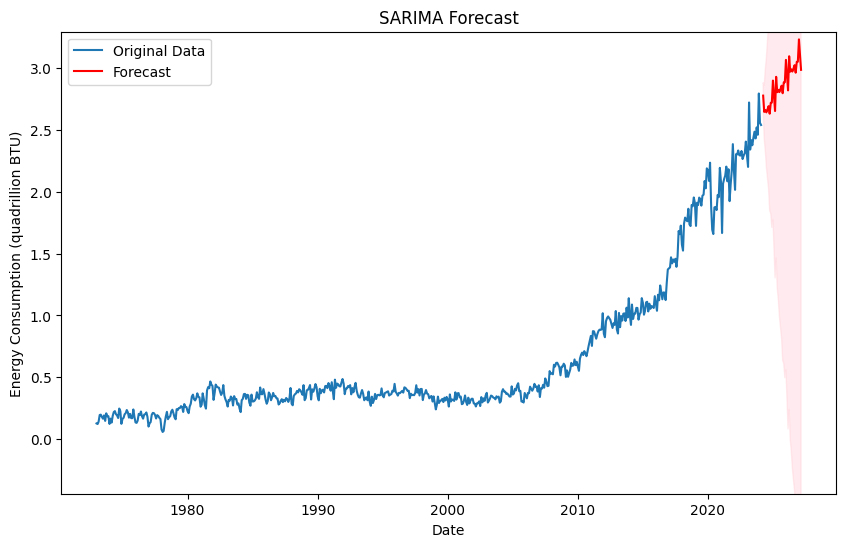 SARIMA Forecast
Original Data
Forecast
Energy Consumption (quadrillion BTU)
3.0
2.5
2.0
1.5
1.0
0.5
0.0
1980
1990
2000
2010
2020
Date